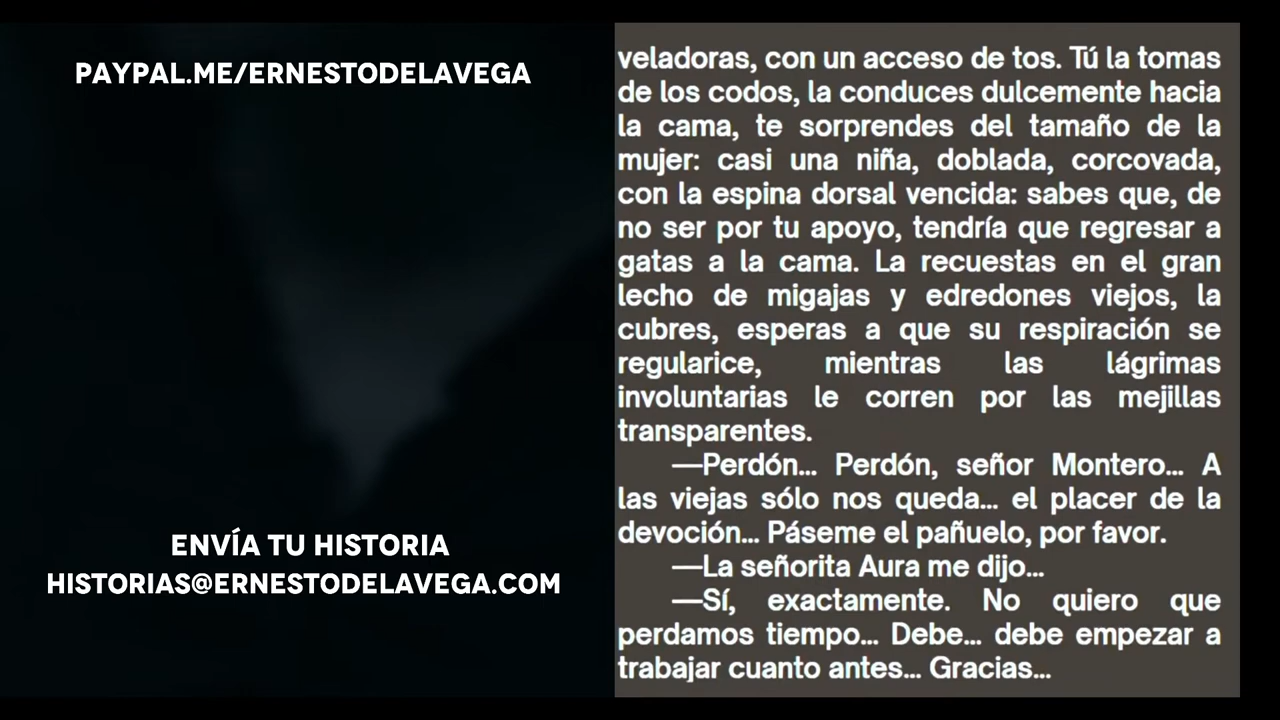 PAYPAL.ME/ERNESTODELAVEGA
ENVÍA TU HISTORIA
HISTORIAS@ERNESTODELAVEGA.COM
veladoras, con un acceso de tos. Tú la tomas
de los codos, la conduces dulcemente hacia
la cama, te sorprendes del tamaño de la
mujer: casi una niña, doblada, corcovada,
con la espina dorsal vencida: sabes que, de
no ser por tu apoyo, tendría que regresar a
gatas a la cama. La recuestas en el gran
lecho de migajas y edredones viejos, la
cubres, esperas a que su respiración se
regularice, mientras las lágrimas
involuntarias le corren por las mejillas
transparentes.
—Perdón... Perdón, señor Montero... A
las viejas sólo nos queda... el placer de la
devoción... Páseme el pañuelo, por favor.
—La señorita Aura me dijo...
—Sí, exactamente. No quiero que
perdamos tiempo... Debe... debe empezar a
trabajar cuanto antes... Gracias...